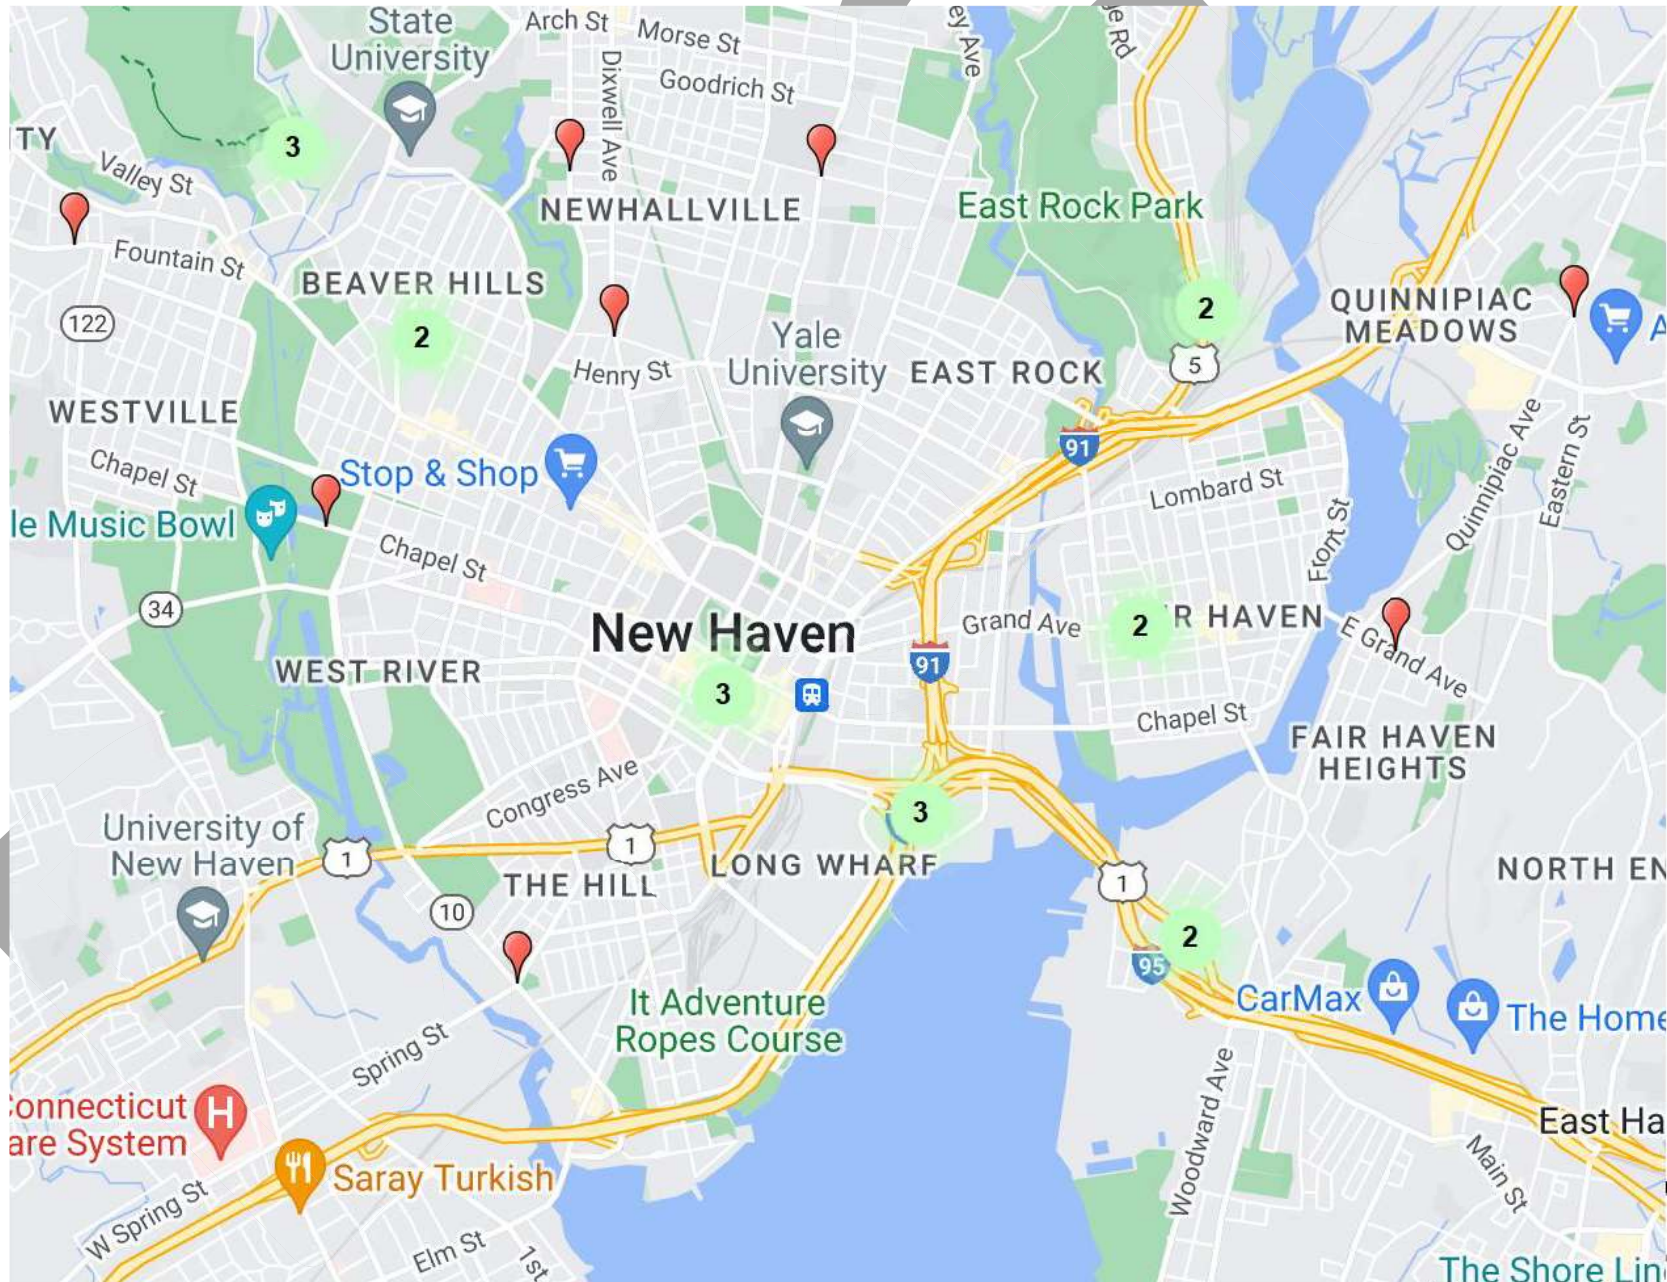 State
University
Arch St
Morse St
Goodrich St
Dixwell Ave
ey Ave
ge Rd
3
TY
Valley St
NEWHALLVILLE
East Rock Park
Fountain St
BEAVER HILLS
122
2
Henry St
Yale
University
EAST ROCK
2
5
QUINNIPIAC
MEADOWS
A
WESTVILLE
91
Chapel St
Stop & Shop
Lombard St
Quinnipiac Ave
Eastern St
Front St
le Music Bowl
Chapel St
34
New Haven
Grand Ave
2
R HAVEN
E Grand Ave
91
WEST RIVER
3
Chapel St
FAIR HAVEN
HEIGHTS
Congress Ave
3
University of
New Haven
1
1
LONG WHARF
THE HILL
1
NORTH EN
10
2
95
It Adventure
Ropes Course
CarMax
The Home
Spring St
Woodward Ave
Connecticut
are System
H
East Ha
Main St
Saray Turkish
W Spring St
Elm St
1st
The Shore Lin